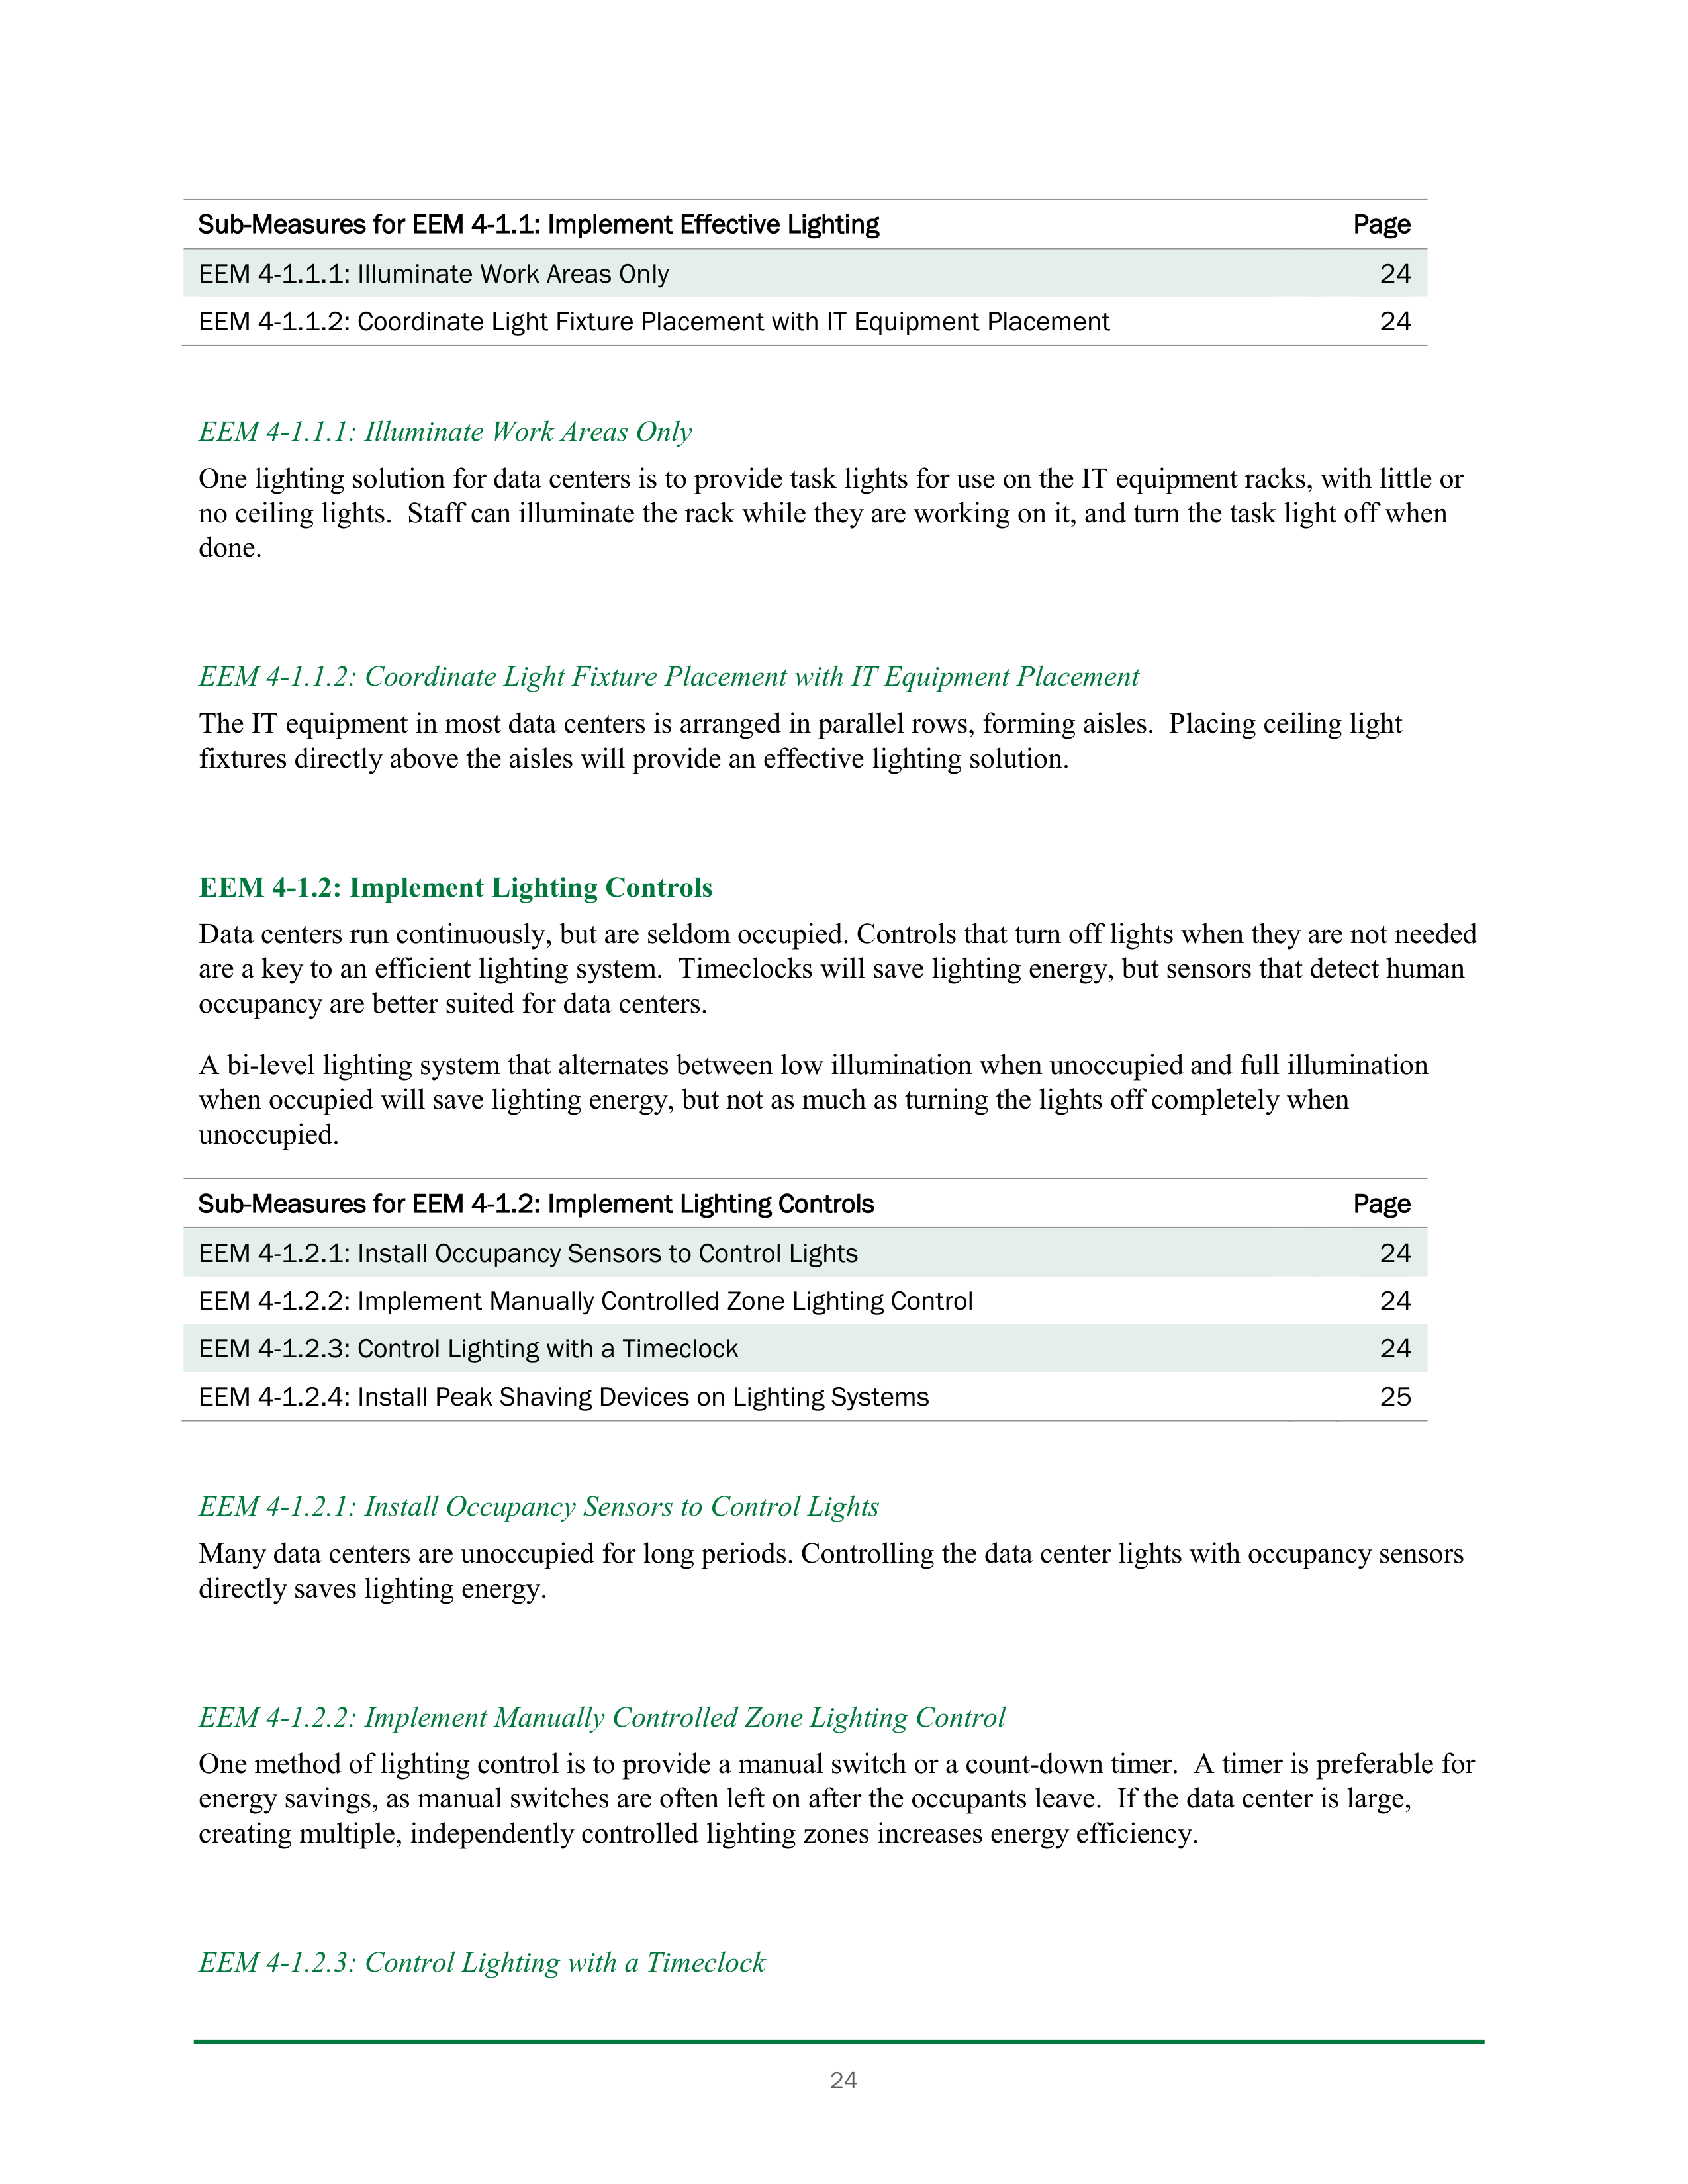 Sub-Measures for EEM 4-1.1: Implement Effective Lighting Page
EEM 4-1.1.1: Illuminate Work Areas Only 24
EEM 4-1.1.2: Coordinate Light Fixture Placement with IT Equipment Placement 24
EEM 4-1.1.1: Illuminate Work Areas Only
One lighting solution for data centers is to provide task lights for use on the IT equipment racks, with little or
no ceiling lights.  Staff can illuminate the rack while they are working on it, and turn the task light off when
done.
EEM 4-1.1.2: Coordinate Light Fixture Placement with IT Equipment Placement
The IT equipment in most data centers is arranged in parallel rows, forming aisles.  Placing ceiling light
fixtures directly above the aisles will provide an effective lighting solution.
EEM 4-1.2: Implement Lighting Controls
Data centers run continuously, but are seldom occupied. Controls that turn off lights when they are not needed
are a key to an efficient lighting system.  Timeclocks will save lighting energy, but sensors that detect human
occupancy are better suited for data centers.
A bi-level lighting system that alternates between low illumination when unoccupied and full illumination
when occupied will save lighting energy, but not as much as turning the lights off completely when
unoccupied.
Sub-Measures for EEM 4-1.2: Implement Lighting Controls Page
EEM 4-1.2.1: Install Occupancy Sensors to Control Lights 24
EEM 4-1.2.2: Implement Manually Controlled Zone Lighting Control 24
EEM 4-1.2.3: Control Lighting with a Timeclock 24
EEM 4-1.2.4: Install Peak Shaving Devices on Lighting Systems 25
EEM 4-1.2.1: Install Occupancy Sensors to Control Lights
Many data centers are unoccupied for long periods. Controlling the data center lights with occupancy sensors
directly saves lighting energy.
EEM 4-1.2.2: Implement Manually Controlled Zone Lighting Control
One method of lighting control is to provide a manual switch or a count-down timer.  A timer is preferable for
energy savings, as manual switches are often left on after the occupants leave.  If the data center is large,
creating multiple, independently controlled lighting zones increases energy efficiency.
EEM 4-1.2.3: Control Lighting with a Timeclock
24